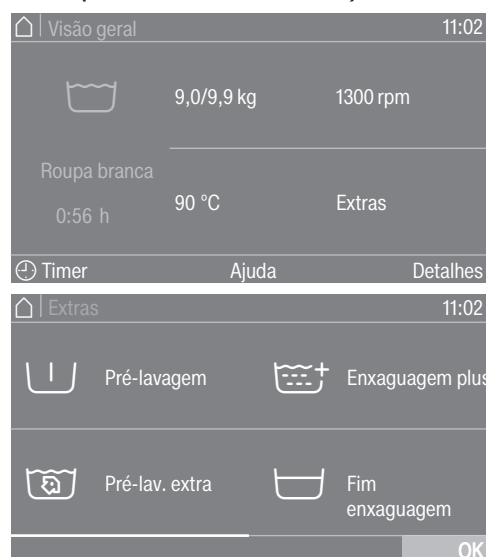 Visão geral 11:02
9,0/9,9 kg 1300 rpm
Roupa branca
0:56 h
90 °C Extras
Timer Ajuda Detalhes
Extras 11:02
Pré-lavagem Enxaguagem plus
Pré-lav. extra Fim
enxaguagem
OK